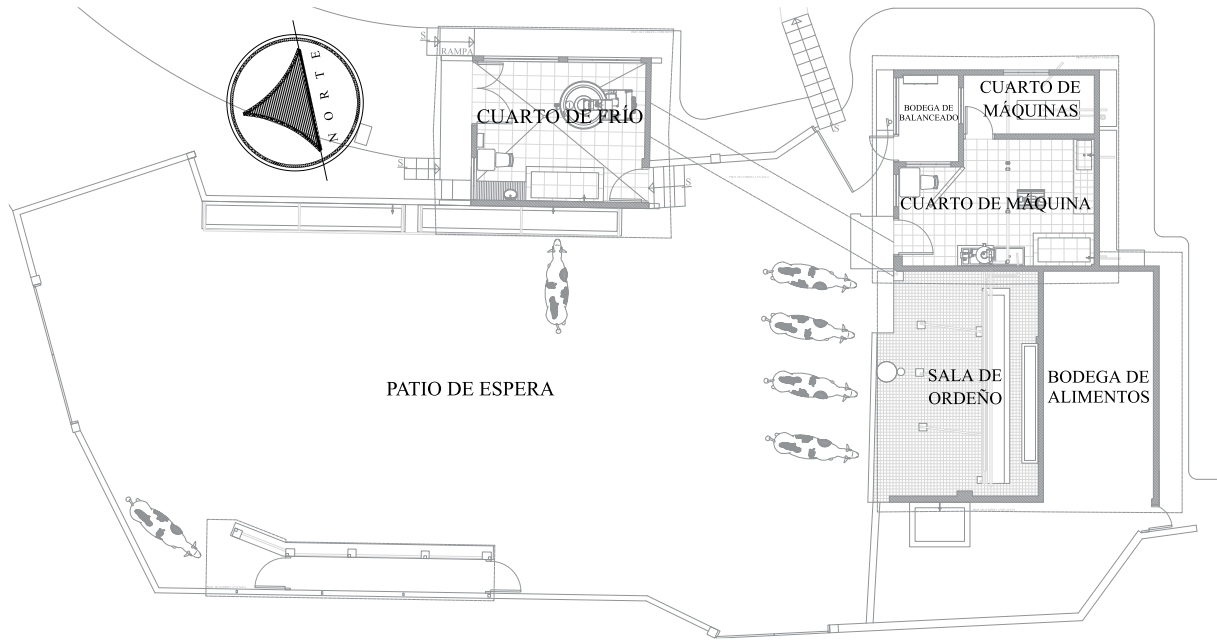 NORTE
S
RAMPA
S
CUARTO DE FRÍO
S
S
BODEGA DE
BALANCEADO
CUARTO DE
MÁQUINAS
CUARTO DE MÁQUINA
PATIO DE ESPERA
SALA DE
ORDEÑO
BODEGA DE
ALIMENTOS